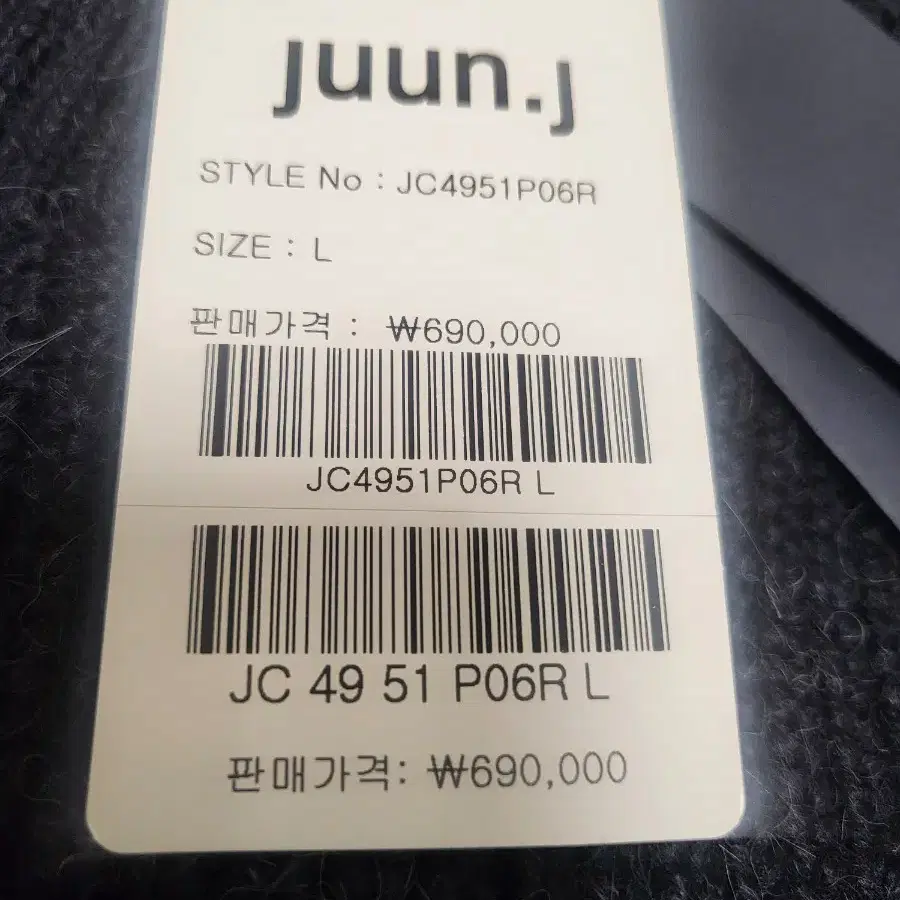 juun.j
STYLE No : JC4951P06R
SIZE : L
판매가격 : ₩690,000
JC4951P06R L
JC 49 51 P06R L
판매가격: ₩690,000